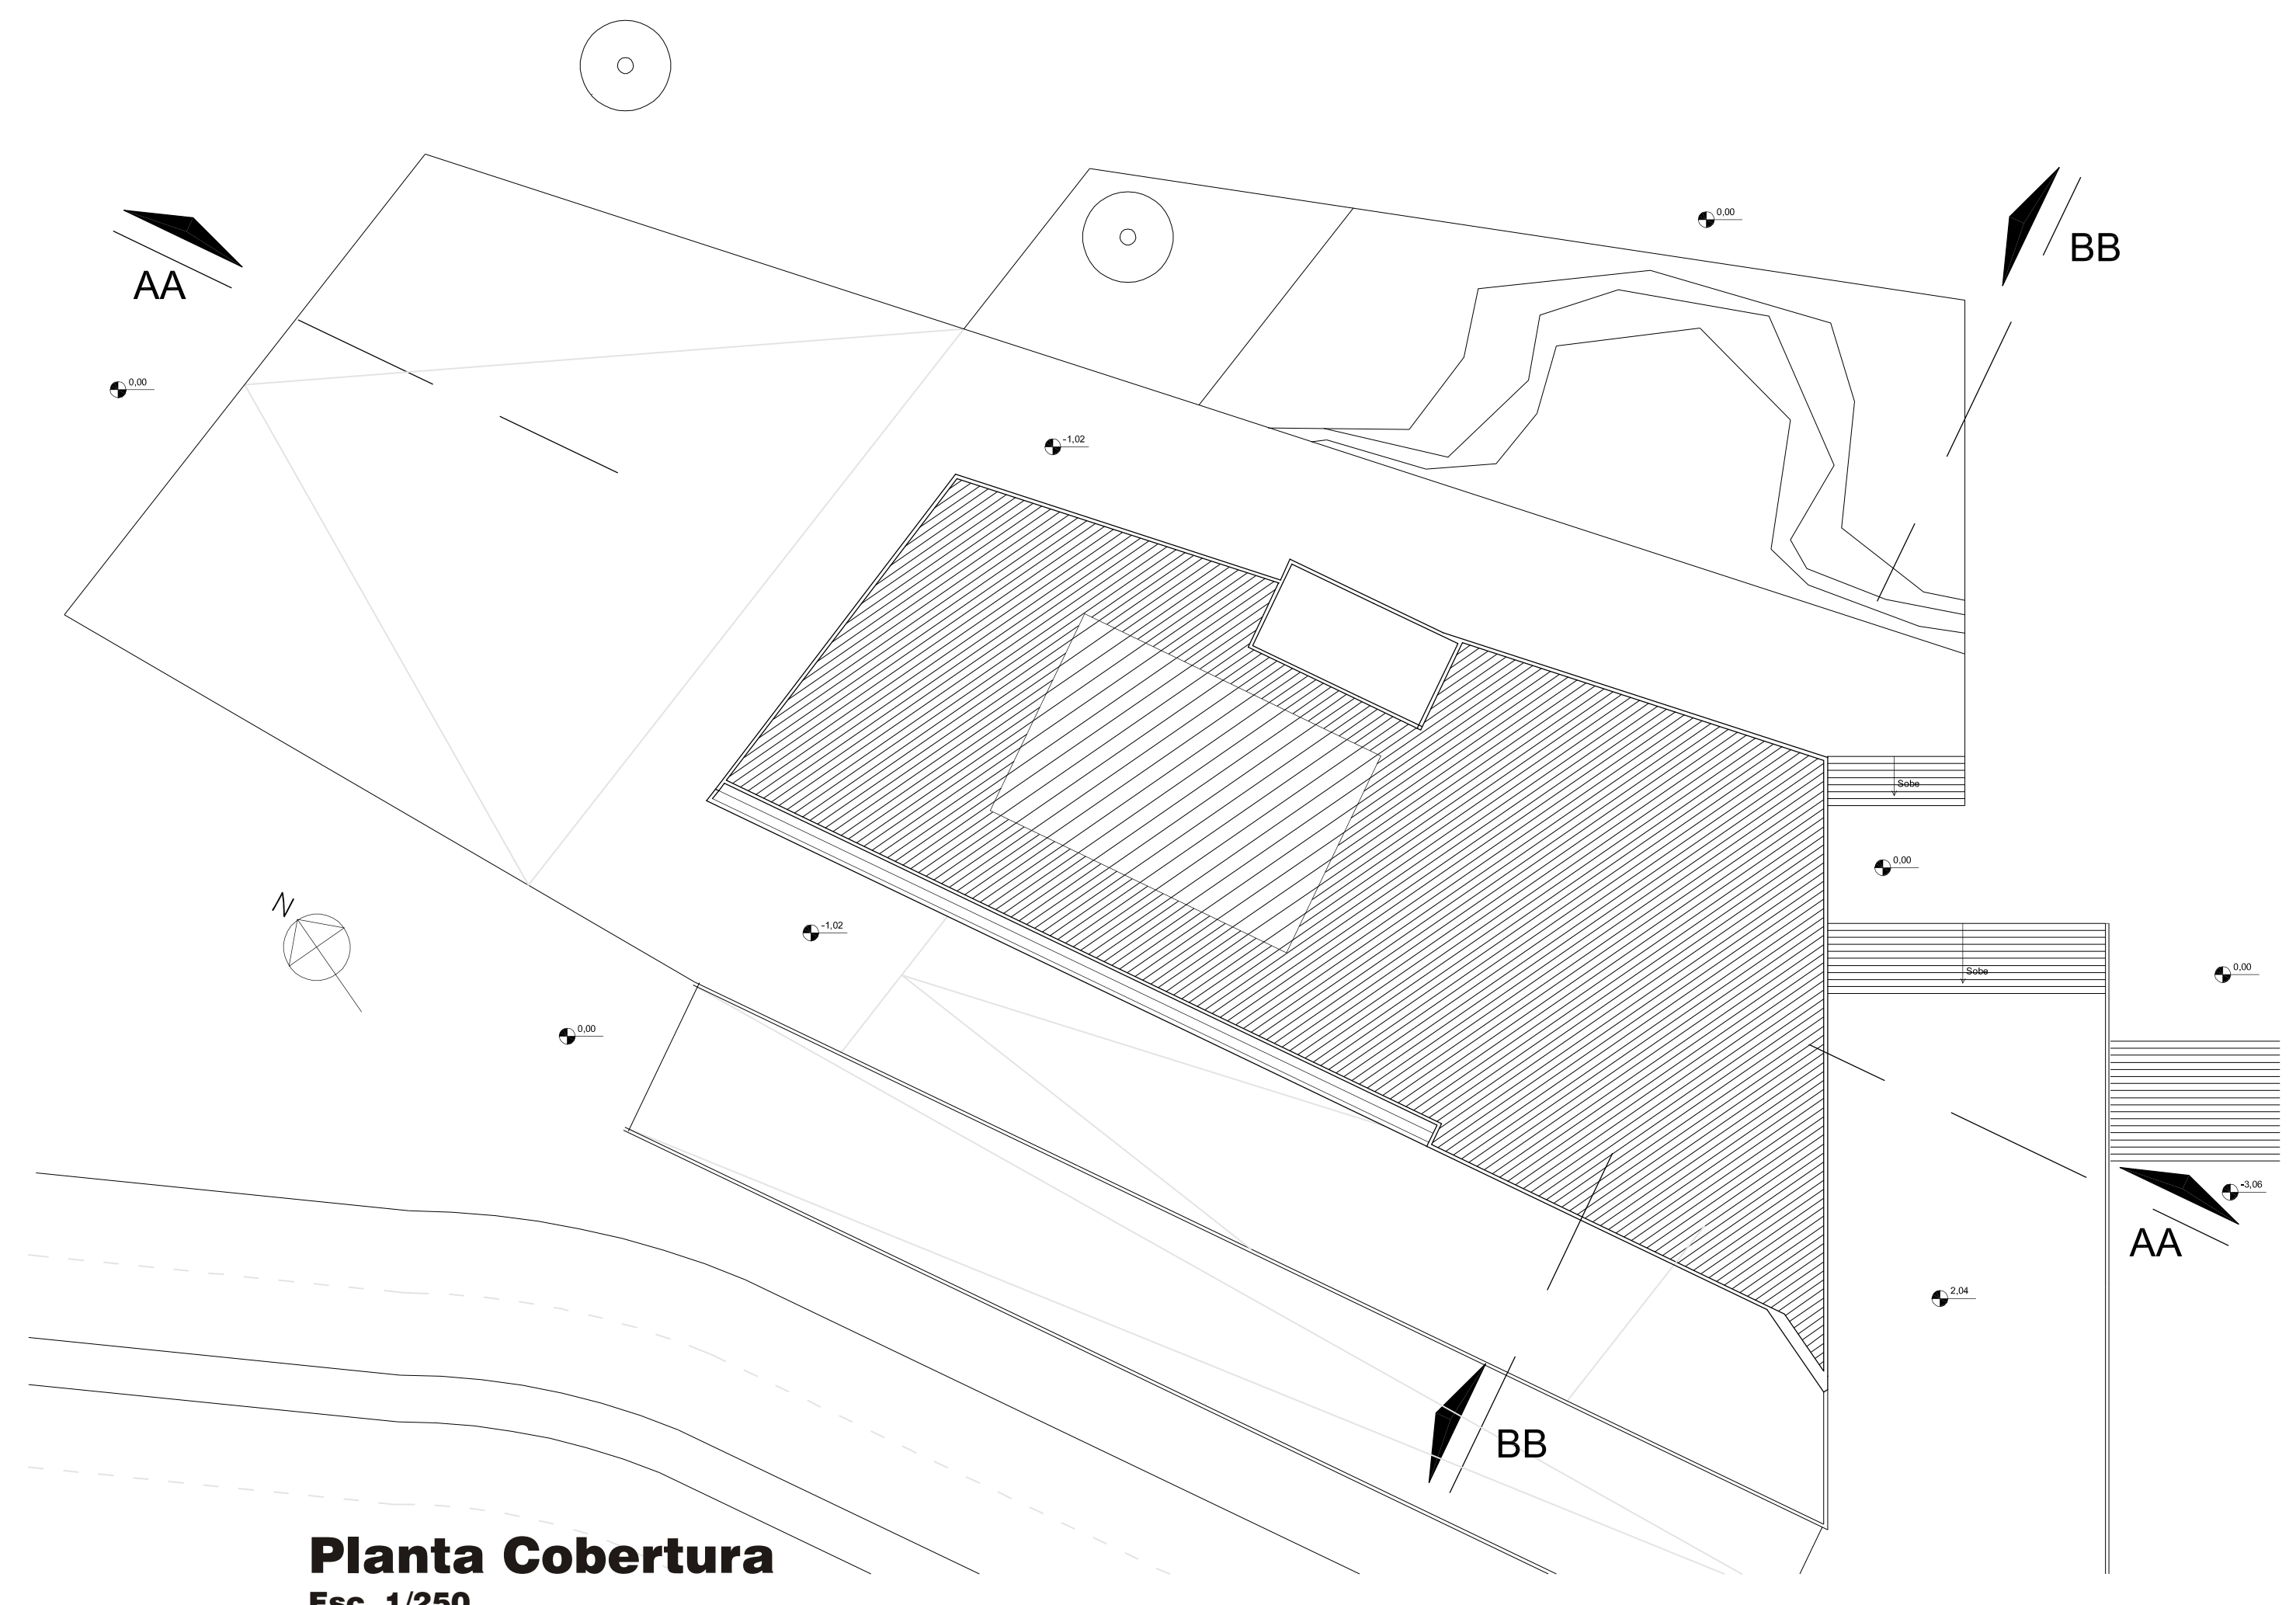 0,00
BB
AA
0,00
-1,02
Sobe
0,00
N
-1,02
0,00
Sobe
0,00
-3,06
AA
2,04
BB
Planta Cobertura
Esc. 1/250